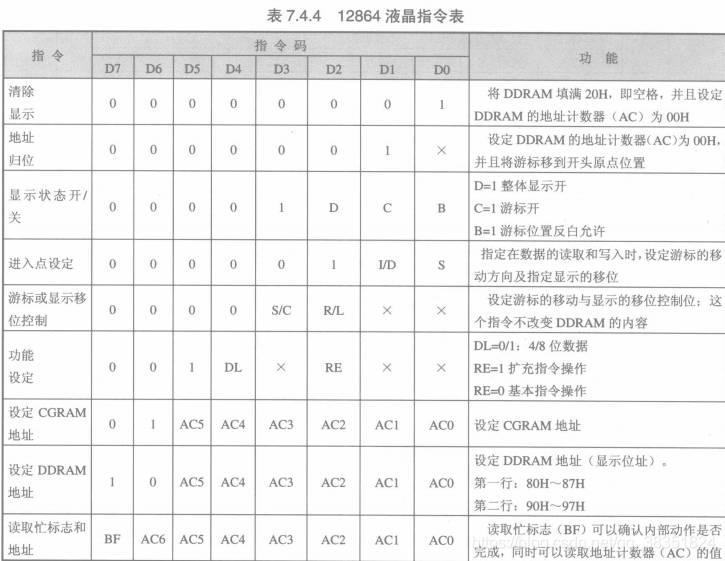 表 7.4.4 12864 液晶指令表
指 令 指 令 码 功 能
D7 D6 D5 D4 D3 D2 D1 D0
清除
显示 0 0 0 0 0 0 0 1 将 DDRAM 填满 20H，即空格，并且设定
DDRAM 的地址计数器（AC）为 00H
地址
归位 0 0 0 0 0 0 1 × 设定 DDRAM 的地址计数器(AC)为 00H，
并且将游标移到开头原点位置
显示状态开/
关 0 0 0 0 1 D C B D=1 整体显示开
C=1 游标开
B=1 游标位置反白允许
进入点设定 0 0 0 0 0 1 I/D S 指定在数据的读取和写入时，设定游标的移
动方向及指定显示的移位
游标或显示移
位控制 0 0 0 0 S/C R/L × × 设定游标的移动与显示的移位控制位；这
个指令不改变 DDRAM 的内容
功能
设定 0 0 1 DL × RE × × DL=0/1：4/8 位数据
RE=1 扩充指令操作
RE=0 基本指令操作
设定 CGRAM
地址 0 1 AC5 AC4 AC3 AC2 AC1 AC0 设定 CGRAM 地址
设定 DDRAM
地址 1 0 AC5 AC4 AC3 AC2 AC1 AC0 设定 DDRAM 地址（显示位址）。
第一行：80H～87H
第二行：90H～97H
读取忙标志和
地址 BF AC6 AC5 AC4 AC3 AC2 AC1 AC0 读取忙标志（BF）可以确认内部动作是否
完成，同时可以读取地址计数器（AC）的值